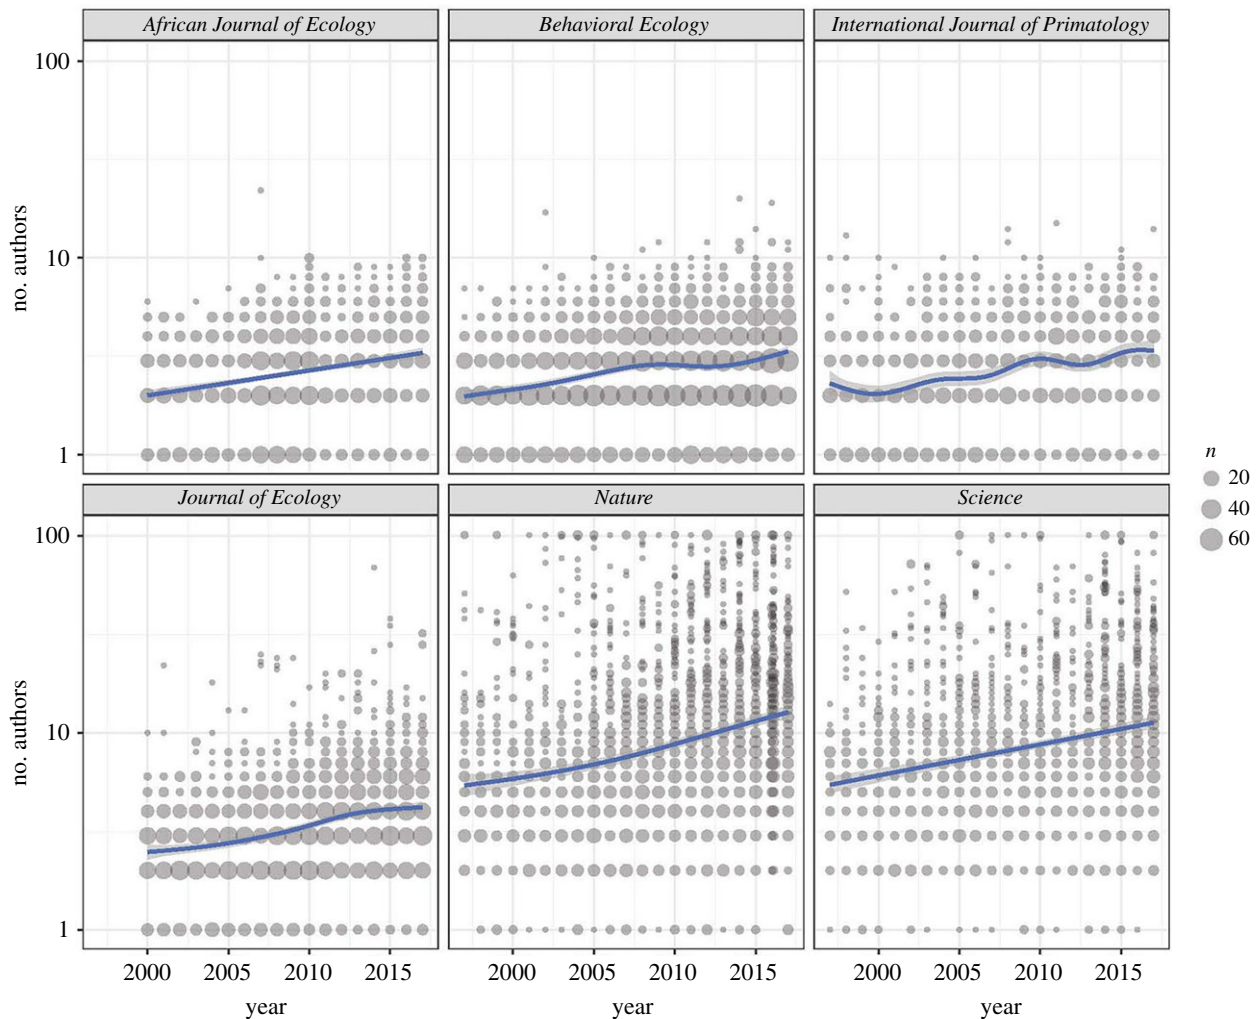 African Journal of Ecology
Behavioral Ecology
International Journal of Primatology
100
10
1
no. authors
n
20
40
60
Journal of Ecology
Nature
Science
100
10
1
no. authors
2000 2005 2010 2015
2000 2005 2010 2015
2000 2005 2010 2015
year
year
year